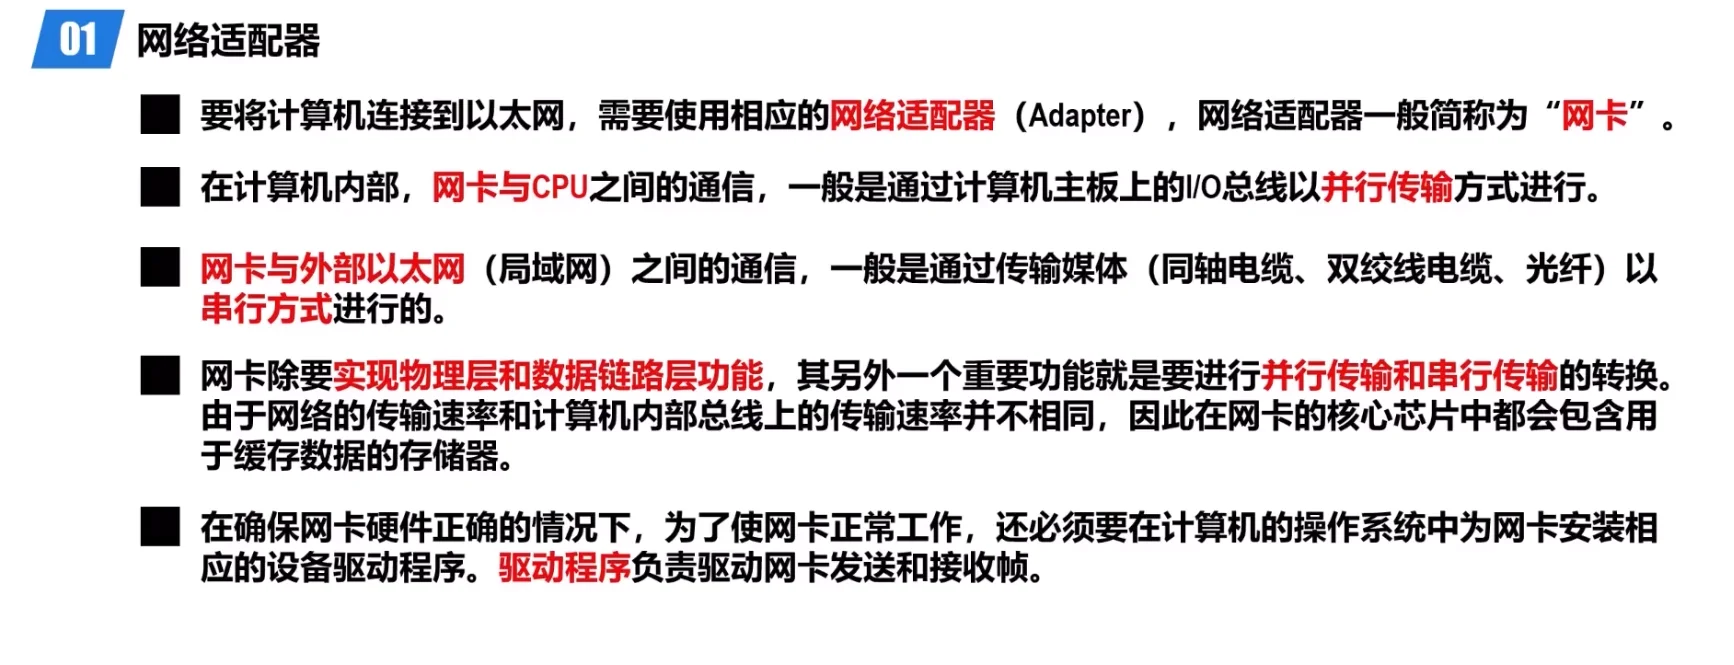 01 网络适配器
要将计算机连接到以太网，需要使用相应的网络适配器（Adapter），网络适配器一般简称为“网卡”。
在计算机内部，网卡与CPU之间的通信，一般是通过计算机主板上的I/O总线以并行传输方式进行。
网卡与外部以太网（局域网）之间的通信，一般是通过传输媒体（同轴电缆、双绞线电缆、光纤）以
串行方式进行的。
网卡除要实现物理层和数据链路层功能，其另外一个重要功能就是要进行并行传输和串行传输的转换。
由于网络的传输速率和计算机内部总线上的传输速率并不相同，因此在网卡的核心芯片中都会包含用
于缓存数据的存储器。
在确保网卡硬件正确的情况下，为了使网卡正常工作，还必须要在计算机的操作系统中为网卡安装相
应的设备驱动程序。驱动程序负责驱动网卡发送和接收帧。